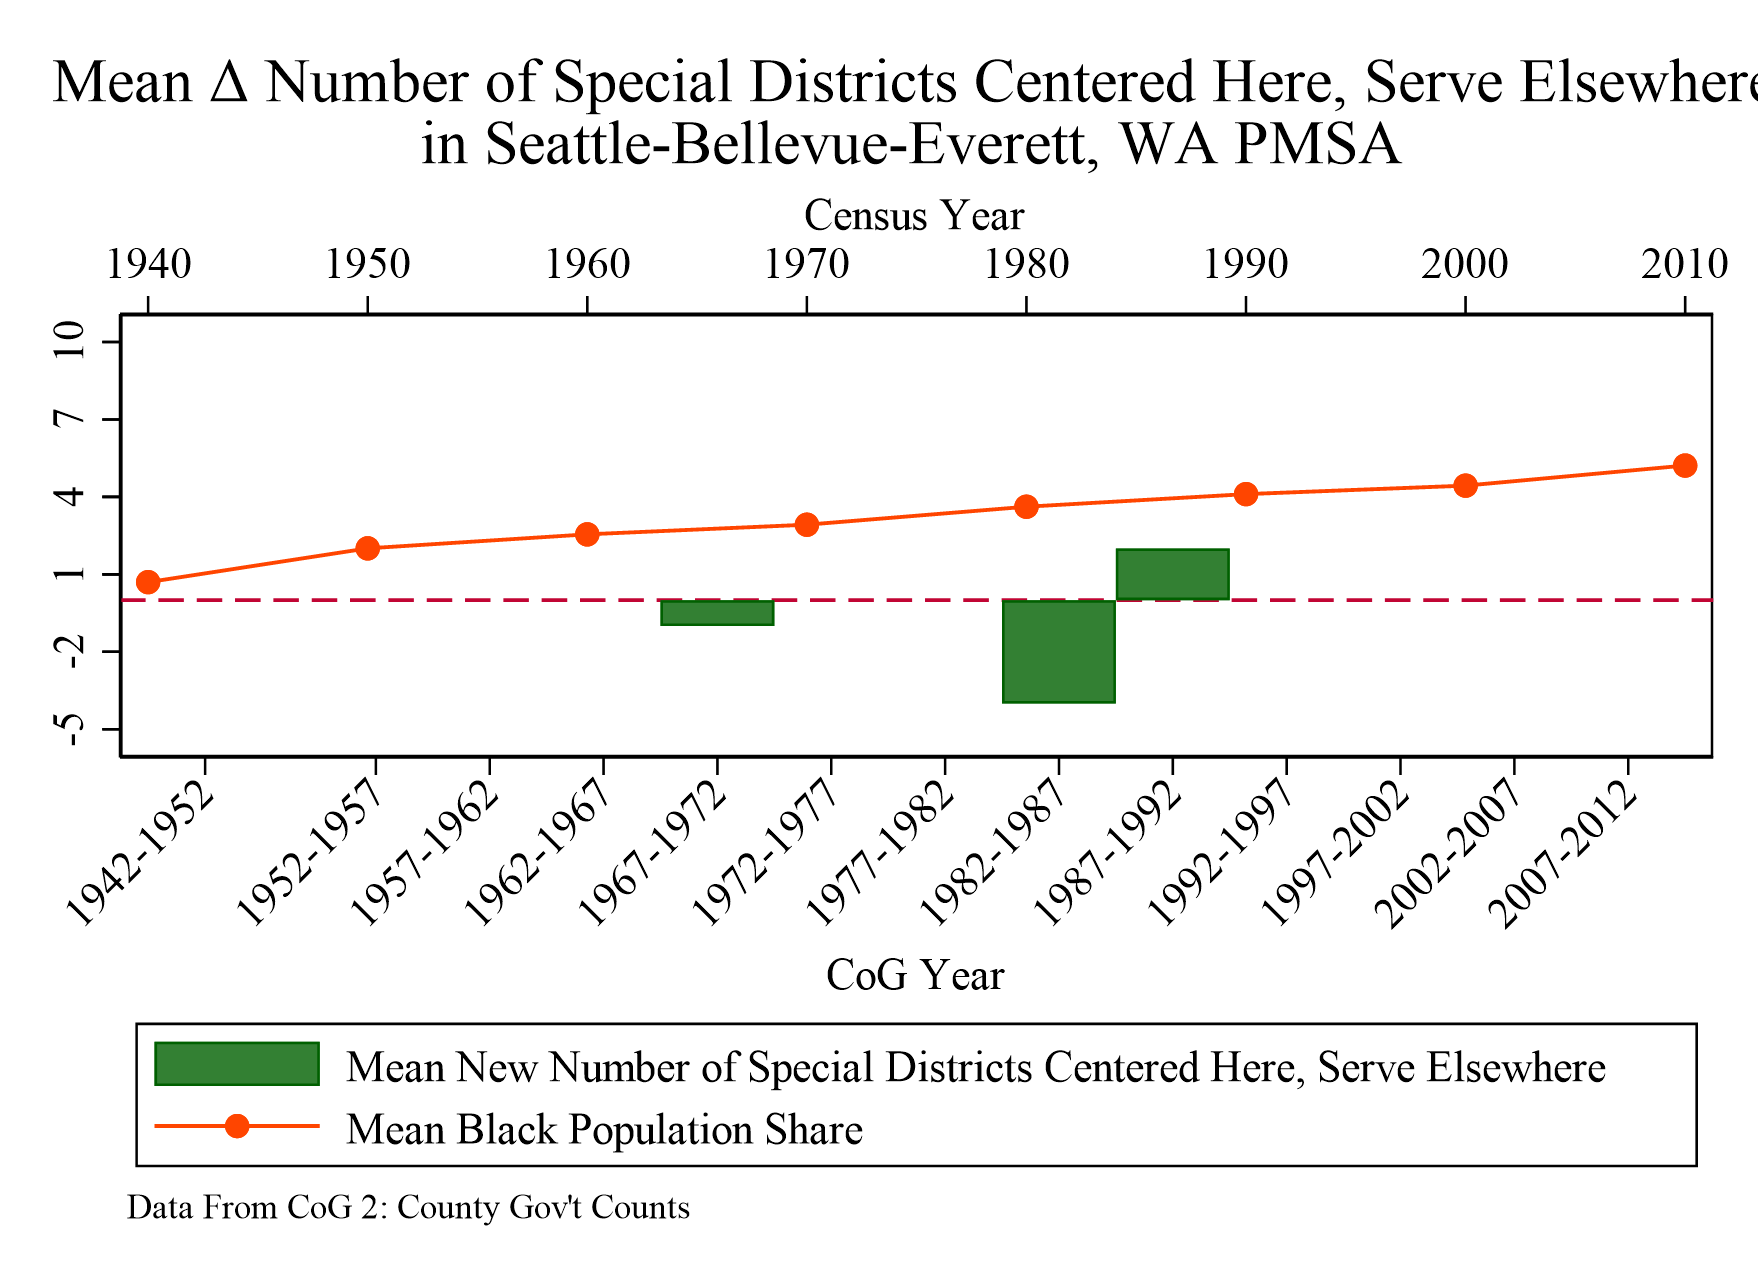 Mean Δ Number of Special Districts Centered Here, Serve Elsewhere
in Seattle-Bellevue-Everett, WA PMSA
Census Year
1940 1950 1960 1970 1980 1990 2000 2010
10
7
4
1
-2
-5
1942-1952 1952-1957 1957-1962 1962-1967 1967-1972 1972-1977 1977-1982 1982-1987 1987-1992 1992-1997 1997-2002 2002-2007 2007-2012
CoG Year
Mean New Number of Special Districts Centered Here, Serve Elsewhere
Mean Black Population Share
Data From CoG 2: County Gov't Counts